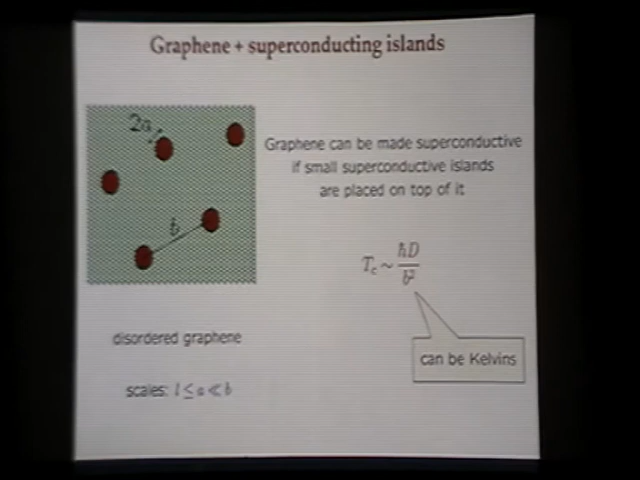 Graphene + superconducting islands
2a
b
Graphene can be made superconductive
if small superconductive islands
are placed on top of it
T_c ~ ħD/b²
can be Kelvins
disordered graphene
scales: l ≤ a ≪ b